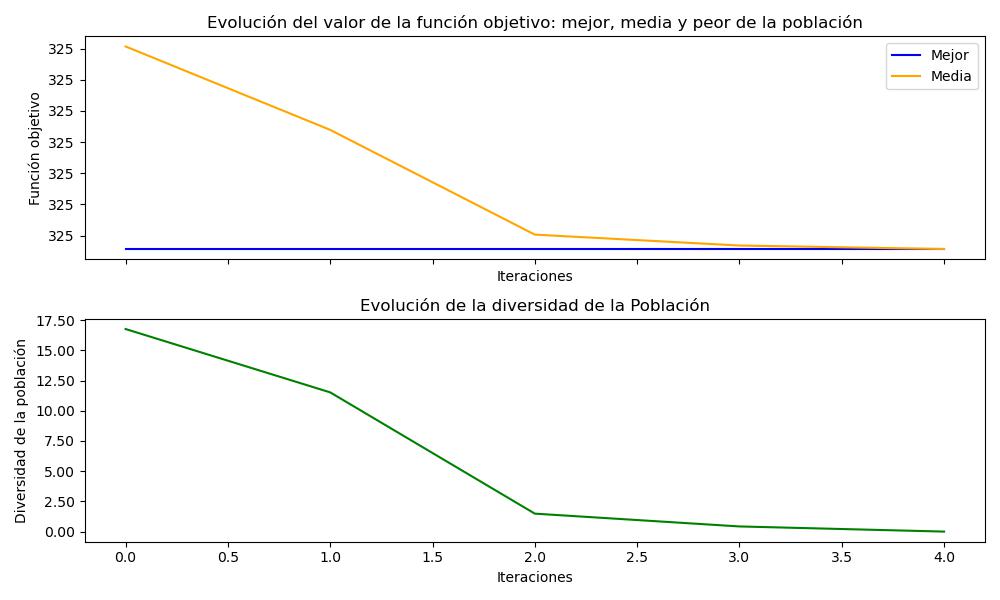 Evolución del valor de la función objetivo: mejor, media y peor de la población
325
325
325
325
325
325
325
Función objetivo
Mejor
Media
Iteraciones
Evolución de la diversidad de la Población
17.50
15.00
12.50
10.00
7.50
5.00
2.50
0.00
Diversidad de la población
0.0 0.5 1.0 1.5 2.0 2.5 3.0 3.5 4.0
Iteraciones